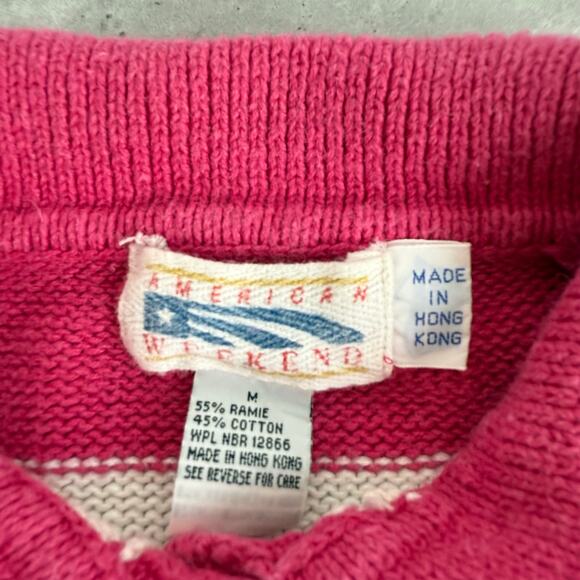 AMERICAN
WEEKEND
MADE
IN
HONG
KONG
M
55% RAMIE
45% COTTON
WPL NBR 12866
MADE IN HONG KONG
SEE REVERSE FOR CARE